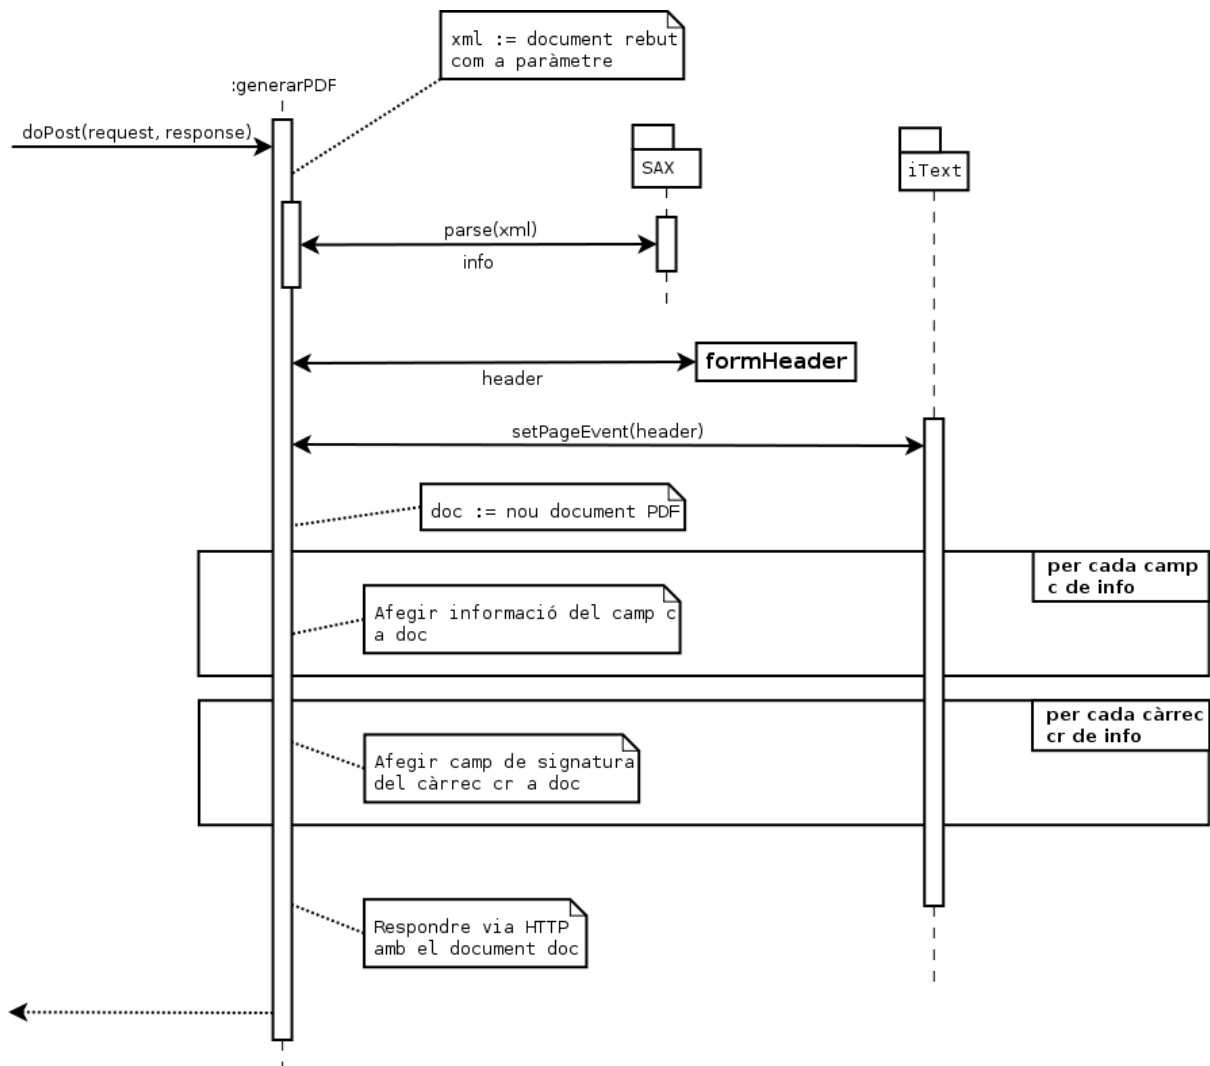 xml := document rebut
com a paràmetre
:generarPDF
doPost(request, response)
SAX
iText
parse(xml)
info
formHeader
header
setPageEvent(header)
doc := nou document PDF
per cada camp
c de info
Afegir informació del camp c
a doc
per cada càrrec
cr de info
Afegir camp de signatura
del càrrec cr a doc
Respondre via HTTP
amb el document doc